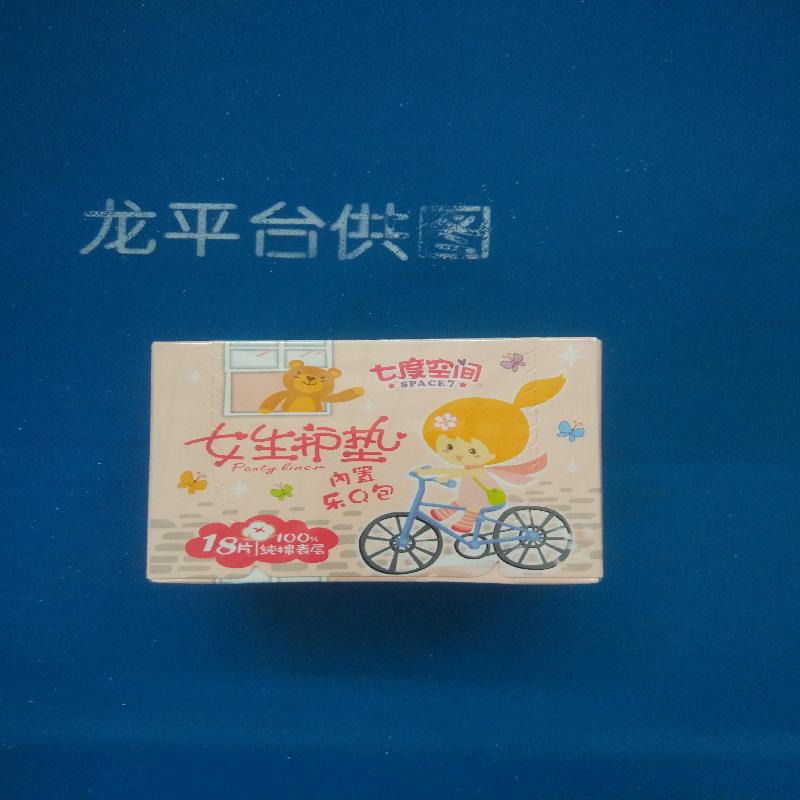 龙平台供图
七度空间
SPACE7
女生护垫
Panty liner
内置
乐Q包
18片
100%
纯棉表层